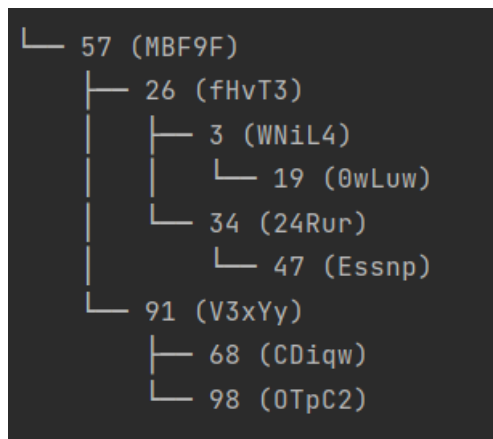 └── 57 (MBF9F)
    ├── 26 (fHvT3)
    │   ├── 3 (WNiL4)
    │   │   └── 19 (0wLuw)
    │   └── 34 (24Rur)
    │       └── 47 (Essnp)
    └── 91 (V3xYy)
        ├── 68 (CDiqw)
        └── 98 (OTpC2)